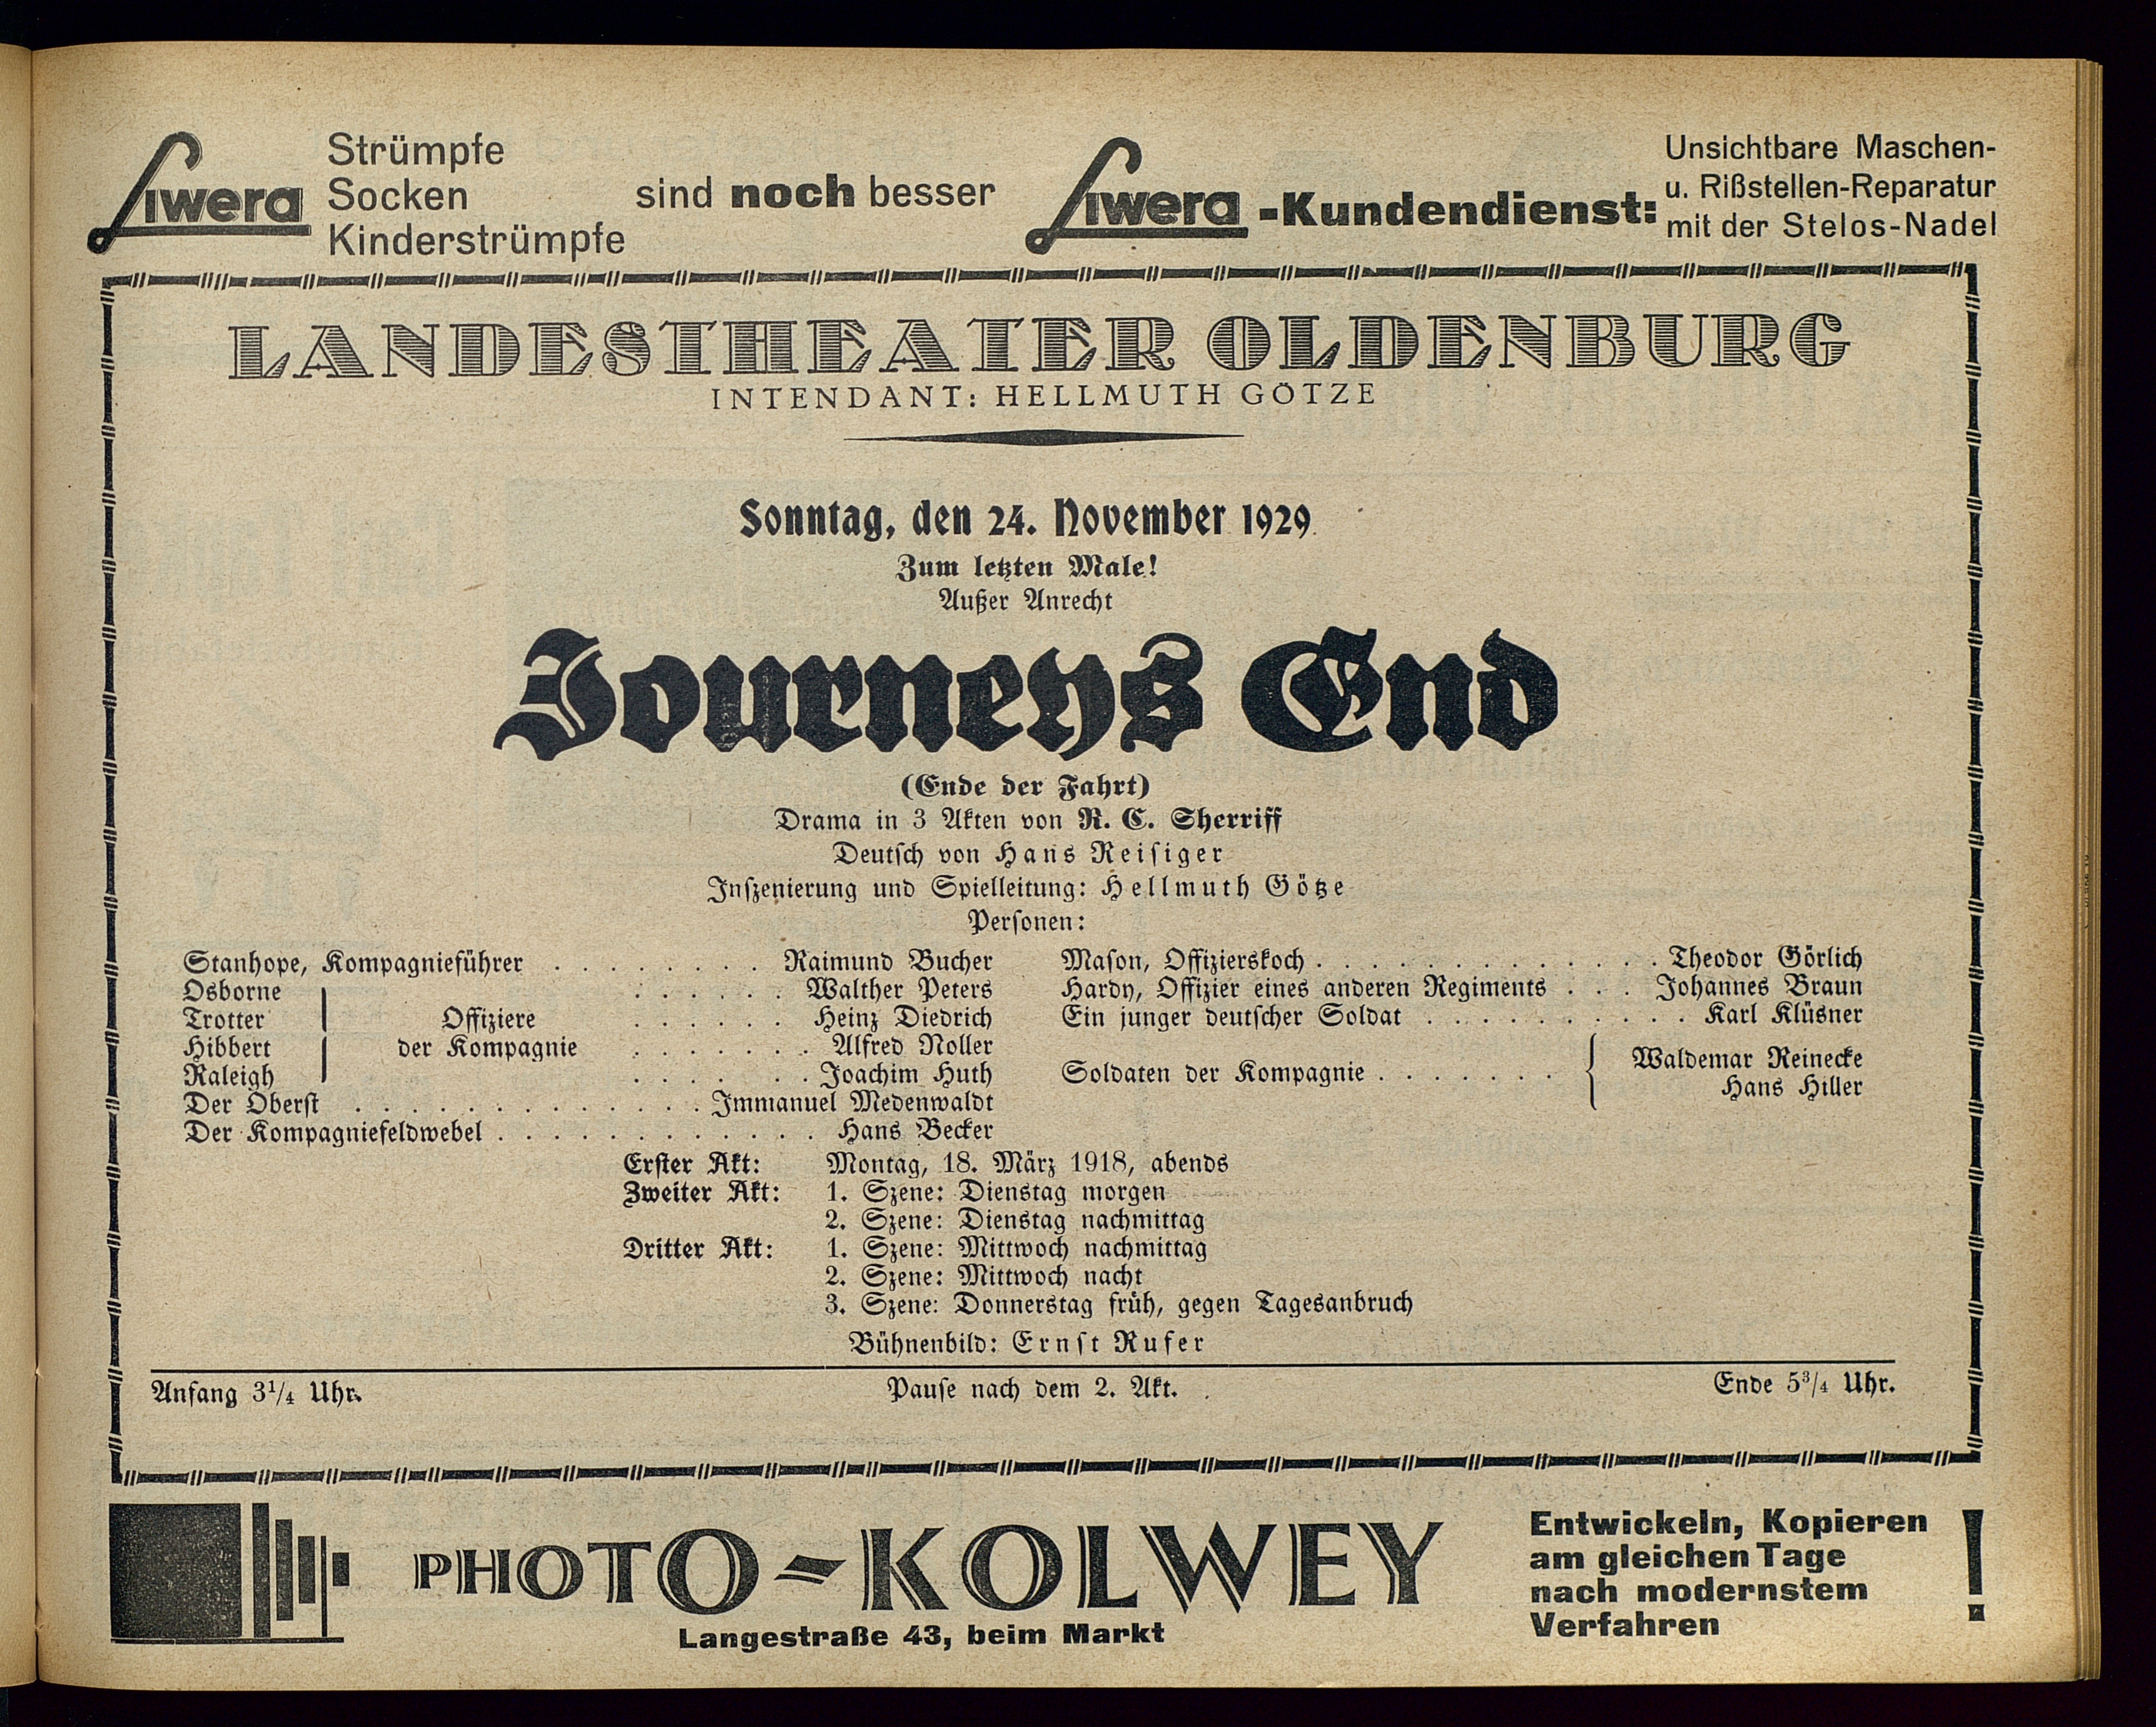 Siwera Strümpfe
Socken
Kinderstrümpfe
sind noch besser
Siwera-Kundendienst:
Unsichtbare Maschen-
u. Rißstellen-Reparatur
mit der Stelos-Nadel
LANDESTHEATER OLDENBURG
INTENDANT: HELLMUTH GÖTZE
Sonntag, den 24. November 1929
Zum letzten Male!
Außer Anrecht
Journeys End
(Ende der Fahrt)
Drama in 3 Akten von R. C. Sherriff
Deutsch von Hans Reisiger
Inszenierung und Spielleitung: Hellmuth Götze
Personen:
Stanhope, Kompagnieführer . . . . . . . . Raimund Bucher
Osborne . . . . . . Walther Peters
Trotter Offiziere . . . . . . . Heinz Diedrich
Hibbert der Kompagnie . . . . . . . Alfred Noller
Raleigh . . . . . . . Joachim Huth
Der Oberst . . . . . . . . . . . . . Immanuel Medenwaldt
Der Kompagniefeldwebel . . . . . . . . . . . . Hans Becker
Mason, Offizierskoch . . . . . . . . . . . . . Theodor Görlich
Hardy, Offizier eines anderen Regiments . . . Johannes Braun
Ein junger deutscher Soldat . . . . . . . . . . Karl Klüsner
Soldaten der Kompagnie . . . . . . . { Waldemar Reinecke
Hans Hiller
Erster Akt: Montag, 18. März 1918, abends
Zweiter Akt: 1. Szene: Dienstag morgen
2. Szene: Dienstag nachmittag
Dritter Akt: 1. Szene: Mittwoch nachmittag
2. Szene: Mittwoch nacht
3. Szene: Donnerstag früh, gegen Tagesanbruch
Bühnenbild: Ernst Rufer
Anfang 3¼ Uhr. Pause nach dem 2. Akt. Ende 5¾ Uhr.
PHOTO-KOLWEY
Langestraße 43, beim Markt
Entwickeln, Kopieren
am gleichen Tage
nach modernstem
Verfahren !